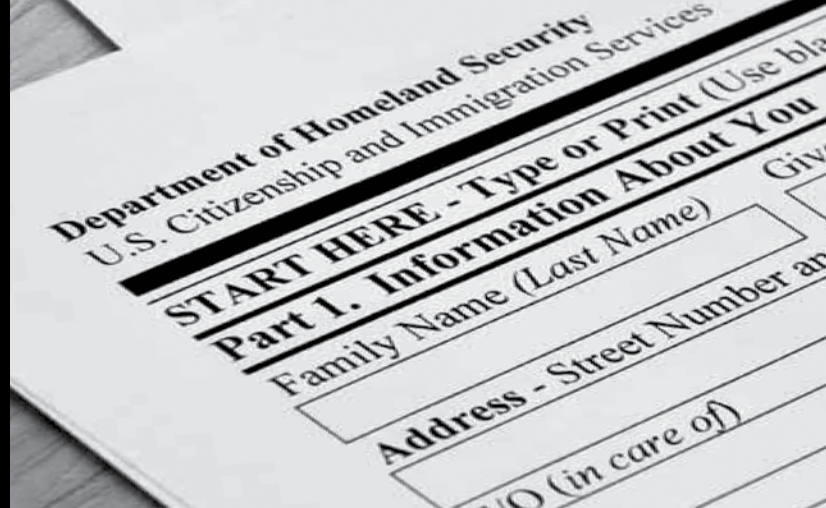 Department of Homeland Security
U.S. Citizenship and Immigration Services
START HERE - Type or Print (Use bla
Part 1. Information About You
Family Name (Last Name)
Give
Address - Street Number an
/O (in care of)